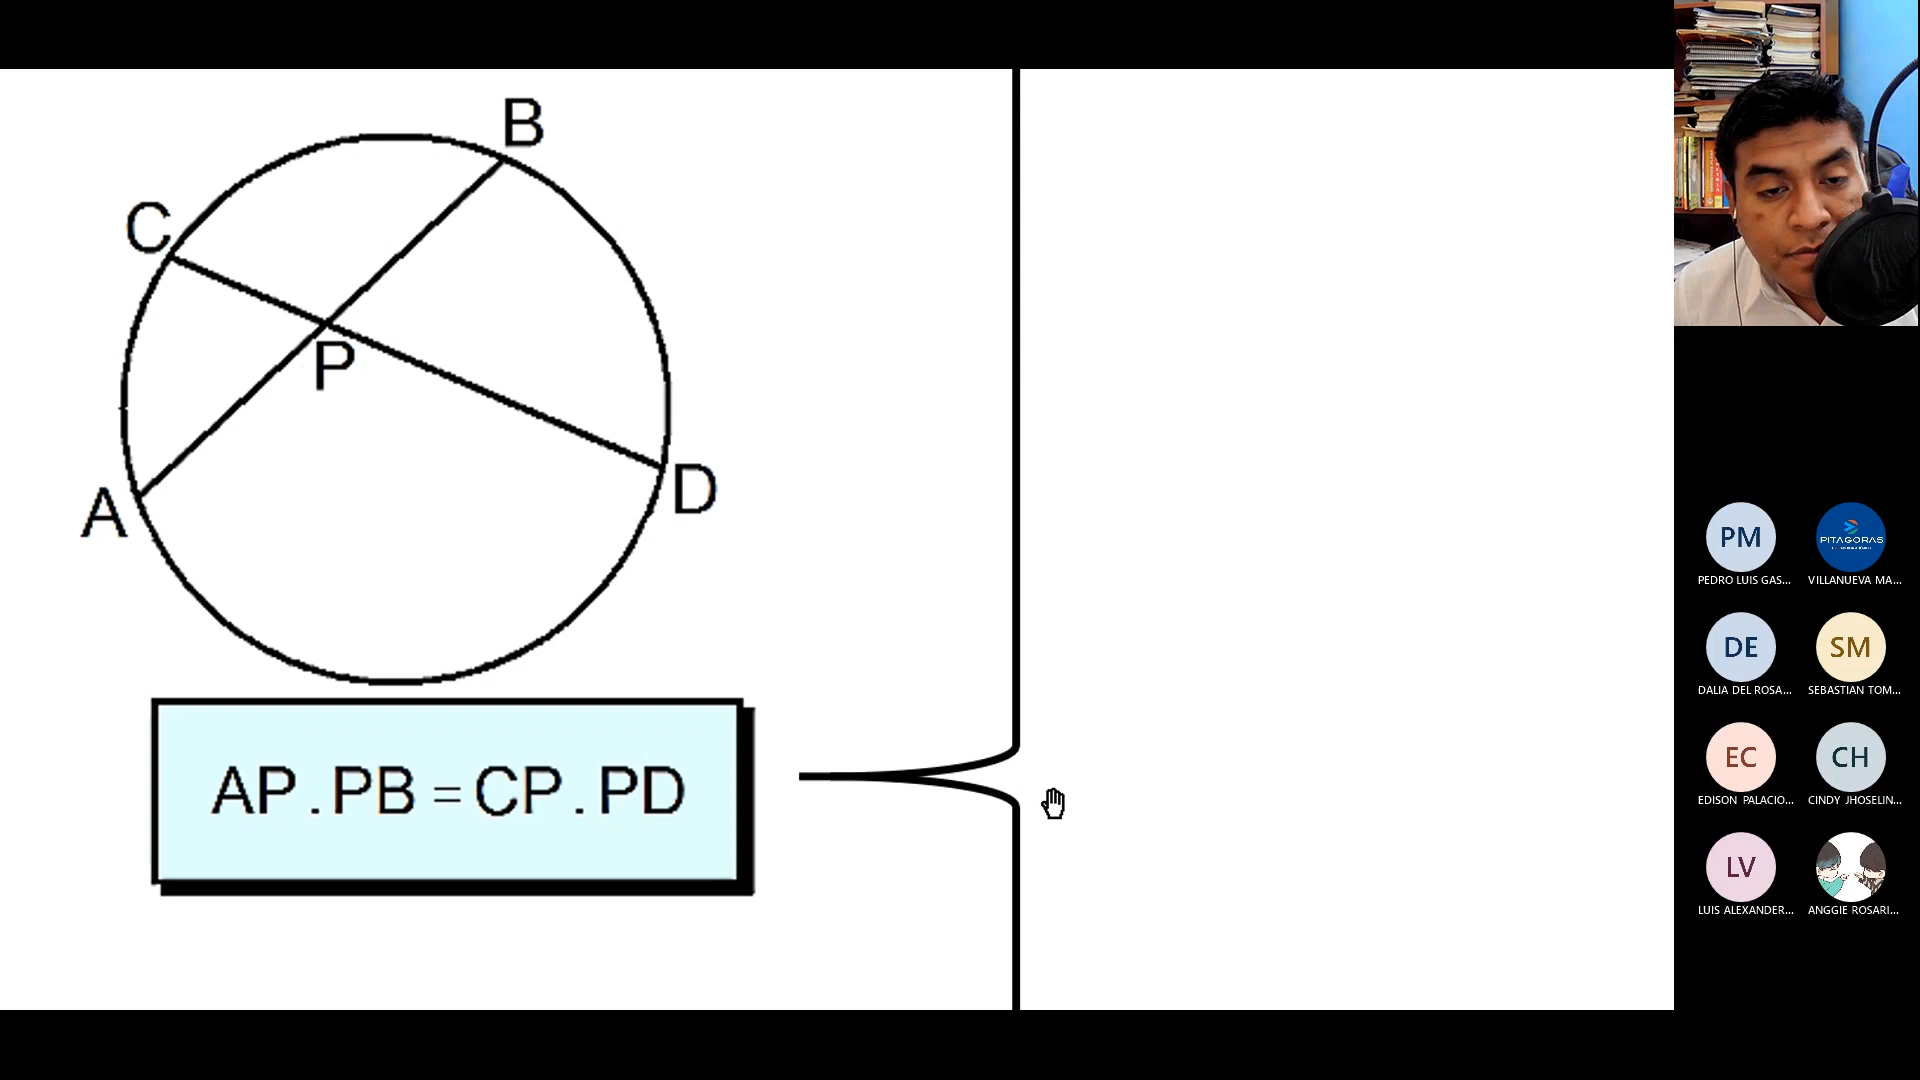 B
C
P
A
D
AP . PB = CP . PD
PM
PITAGORAS
PEDRO LUIS GAS...
VILLANUEVA MA...
DE
SM
DALIA DEL ROSA...
SEBASTIAN TOM...
EC
CH
EDISON PALACIO...
CINDY JHOSELIN...
LV
LUIS ALEXANDER...
ANGGIE ROSARI...